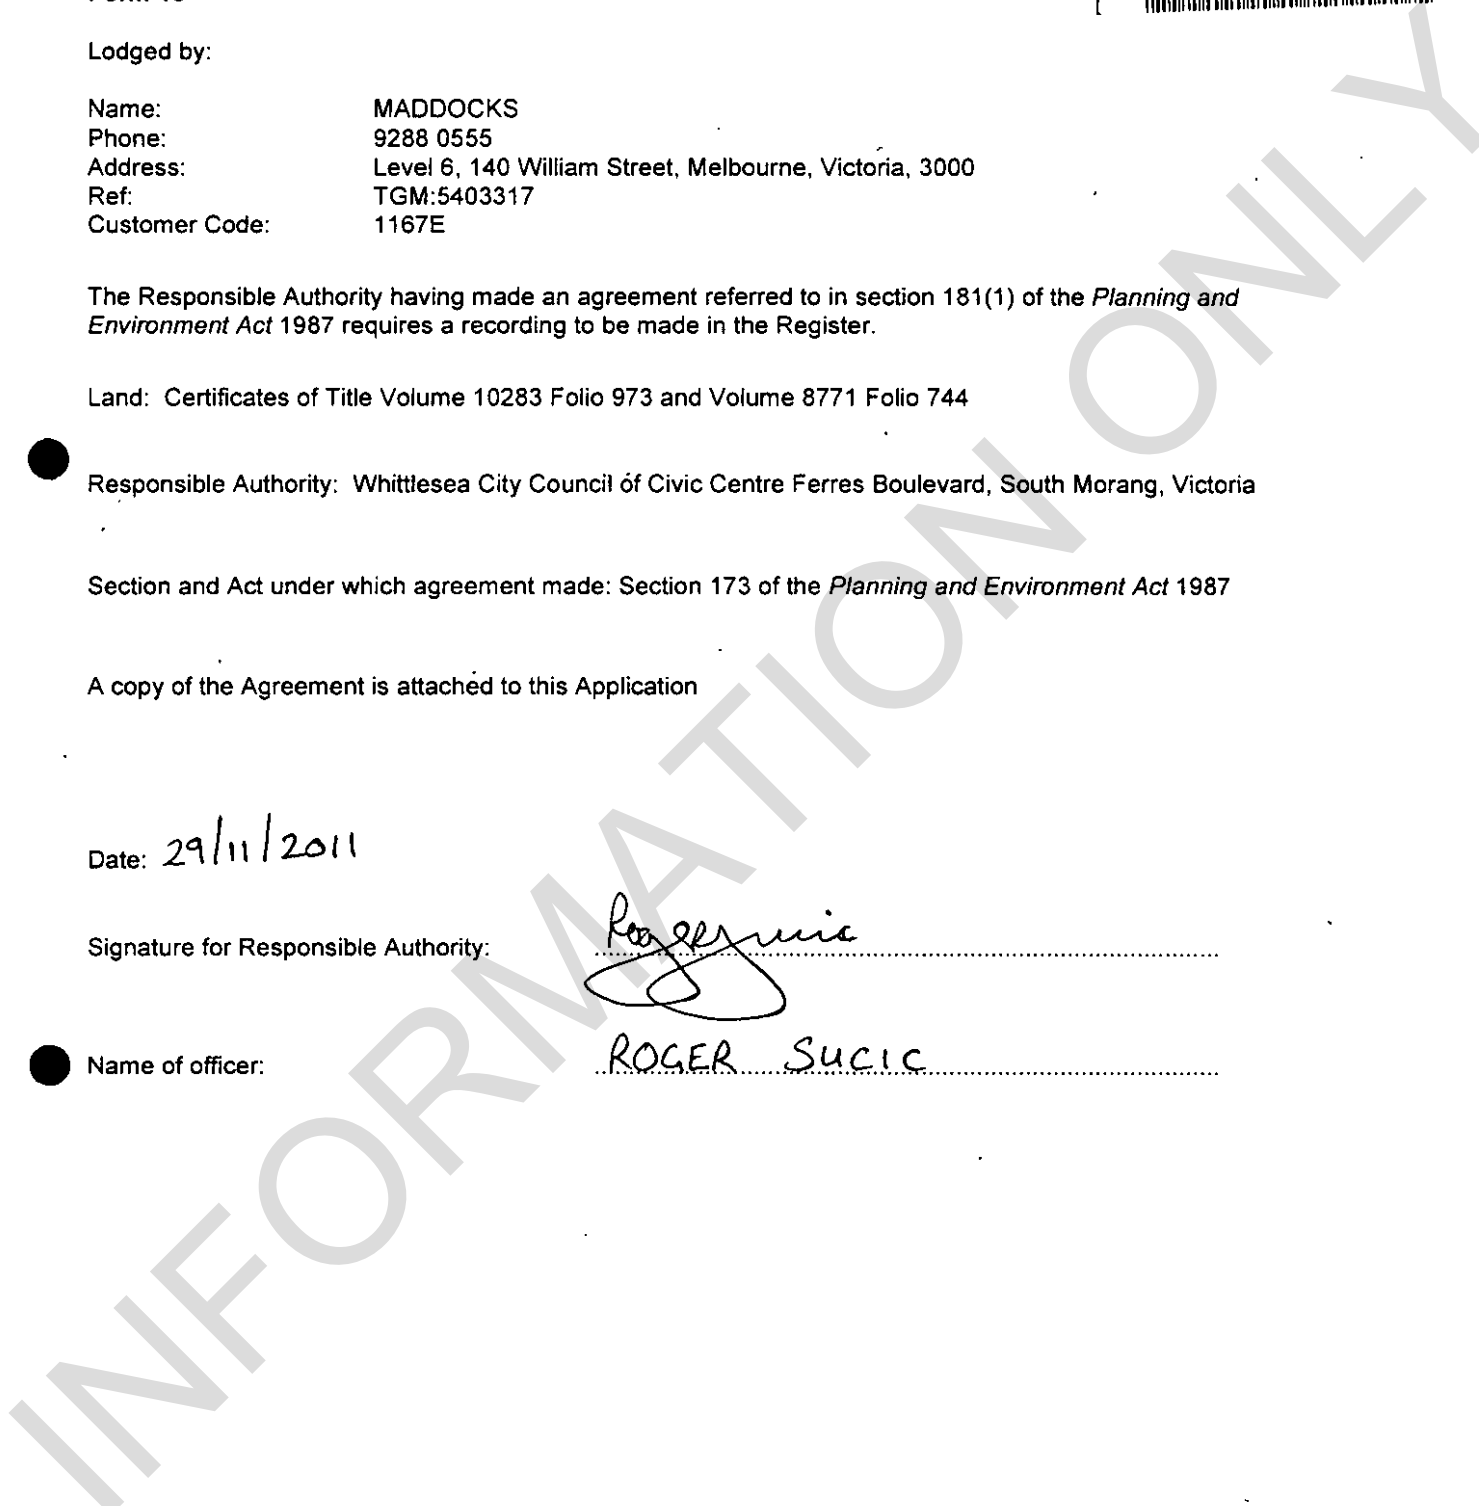 Lodged by:
Name: MADDOCKS
Phone: 9288 0555
Address: Level 6, 140 William Street, Melbourne, Victoria, 3000
Ref: TGM:5403317
Customer Code: 1167E
The Responsible Authority having made an agreement referred to in section 181(1) of the Planning and
Environment Act 1987 requires a recording to be made in the Register.
Land: Certificates of Title Volume 10283 Folio 973 and Volume 8771 Folio 744
Responsible Authority: Whittlesea City Council of Civic Centre Ferres Boulevard, South Morang, Victoria
Section and Act under which agreement made: Section 173 of the Planning and Environment Act 1987
A copy of the Agreement is attached to this Application
Date: 29/11/2011
Signature for Responsible Authority:
Name of officer: ROGER SUCIC
INFORMATION ONLY